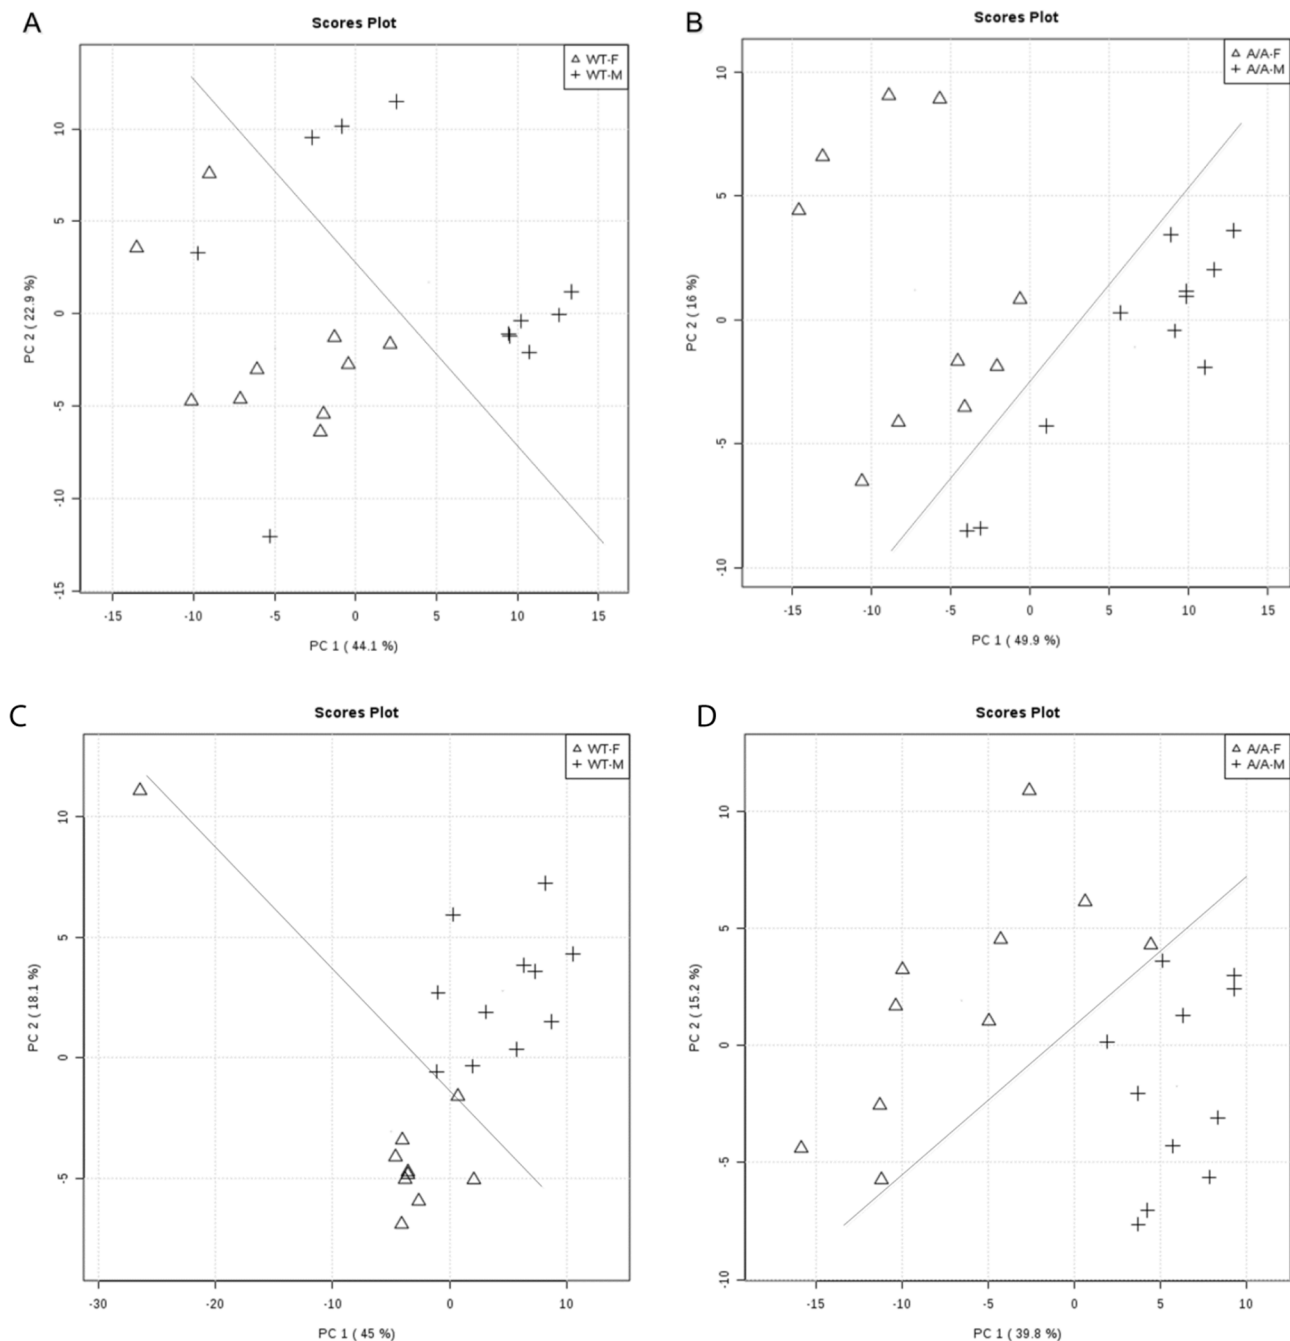 A
Scores Plot
△ WT-F
+ WT-M
10
5
0
-5
-10
-15
PC 2 ( 22.9 %)
-15 -10 -5 0 5 10 15
PC 1 ( 44.1 %)
B
Scores Plot
△ A/A-F
+ A/A-M
10
5
0
-5
-10
PC 2 ( 16 %)
-15 -10 -5 0 5 10 15
PC 1 ( 49.9 %)
C
Scores Plot
△ WT-F
+ WT-M
10
5
0
-5
PC 2 ( 18.1 %)
-30 -20 -10 0 10
PC 1 ( 45 %)
D
Scores Plot
△ A/A-F
+ A/A-M
10
5
0
-5
-10
PC 2 ( 15.2 %)
-15 -10 -5 0 5 10
PC 1 ( 39.8 %)